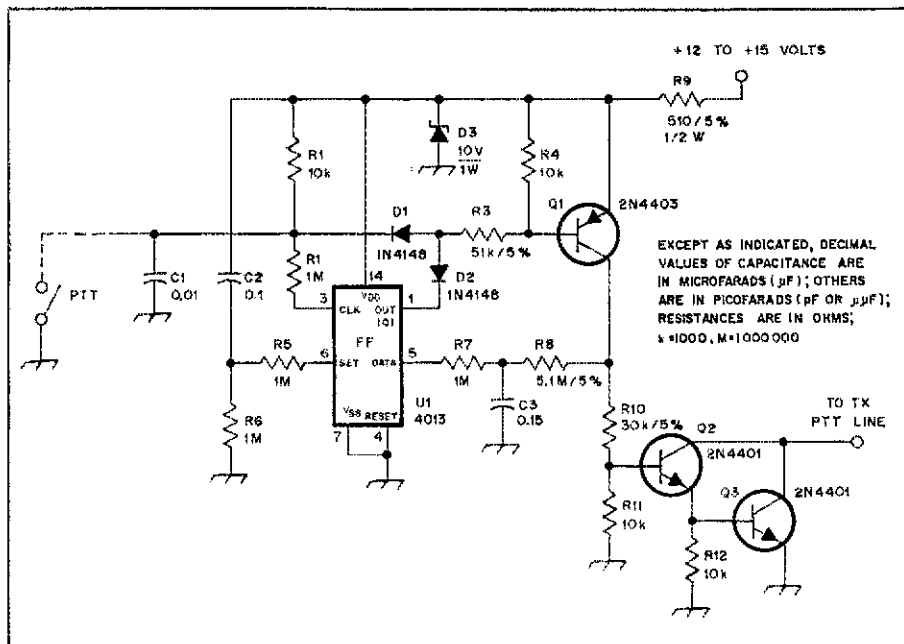 +12 TO +15 VOLTS
R9
510/5%
1/2 W
R1
10k
D3
10V
1W
R4
10k
Q1
2N4403
D1
1N4148
R3
51k/5%
D2
1N4148
PTT
C1
0.01
C2
0.1
R1
1M
14
VDD
3
CLK
OUT
(Q)
1
FF
R5
1M
6
SET
DATA
5
R7
1M
R8
5.1M/5%
U1
4013
VSS
RESET
7
4
R6
1M
C3
0.15
EXCEPT AS INDICATED, DECIMAL
VALUES OF CAPACITANCE ARE
IN MICROFARADS (μF); OTHERS
ARE IN PICOFARADS (pF OR μμF);
RESISTANCES ARE IN OHMS;
k=1000, M=1000000
R10
30k/5%
Q2
2N4401
TO TX
PTT LINE
R11
10k
Q3
2N4401
R12
10k